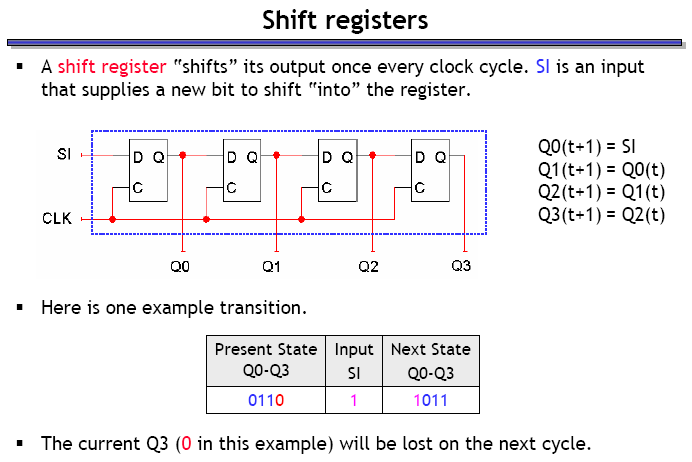 Shift registers
▪ A shift register “shifts” its output once every clock cycle. SI is an input
that supplies a new bit to shift “into” the register.
SI D Q D Q D Q D Q
C C C C
CLK
Q0 Q1 Q2 Q3
Q0(t+1) = SI
Q1(t+1) = Q0(t)
Q2(t+1) = Q1(t)
Q3(t+1) = Q2(t)
▪ Here is one example transition.
Present State Input Next State
Q0-Q3 SI Q0-Q3
0110 1 1011
▪ The current Q3 (0 in this example) will be lost on the next cycle.